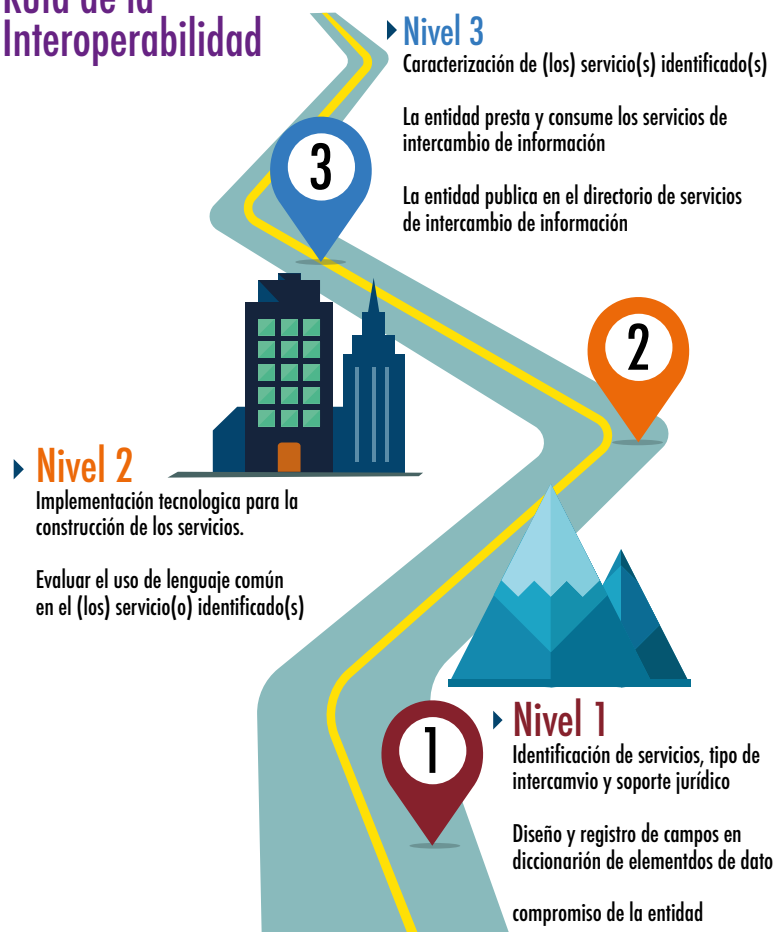 Ruta de la
Interoperabilidad
Nivel 3
Caracterización de (los) servicio(s) identificado(s)
La entidad presta y consume los servicios de
intercambio de información
La entidad publica en el directorio de servicios
de intercambio de información
3
2
Nivel 2
Implementación tecnologica para la
construcción de los servicios.
Evaluar el uso de lenguaje común
en el (los) servicio(o) identificado(s)
1
Nivel 1
Identificación de servicios, tipo de
intercamvio y soporte jurídico
Diseño y registro de campos en
diccionarión de elementdos de dato
compromiso de la entidad